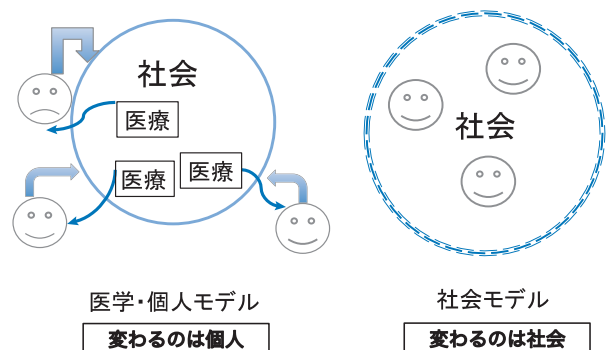 社会
医療
医療
医療
医学・個人モデル
変わるのは個人
社会
社会モデル
変わるのは社会